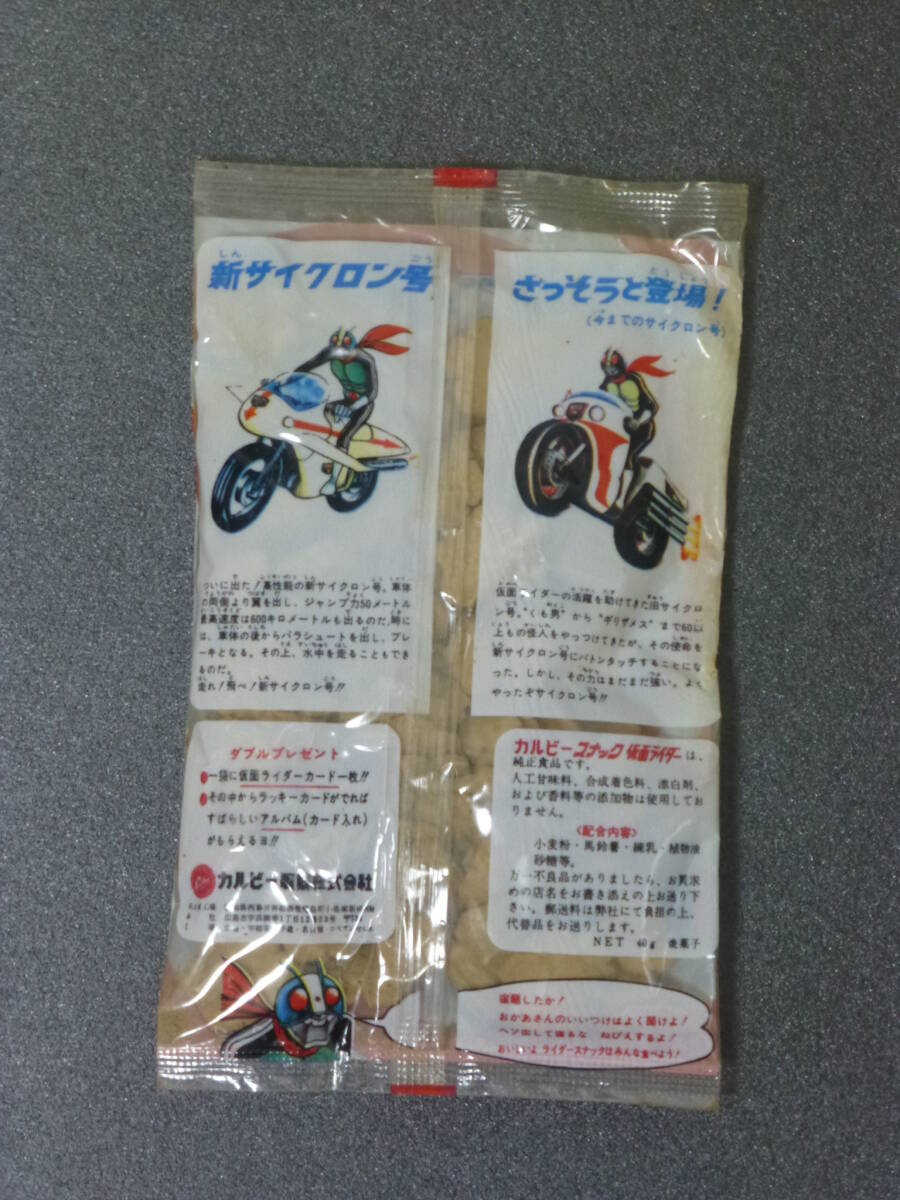 新サイクロン号
ついに出た!高性能の新サイクロン号。車体
の両側より翼を出し、ジャンプ力50メートル
最高速度は600キロメートルも出るのだ。時に
は、車体の後からパラシュートを出し、ブレ
ーキとなる。その上、水中を走ることもでき
るのだ。
走れ!飛べ!新サイクロン号!!
さっそうと登場!
(今までのサイクロン号)
仮面ライダーの活躍を助けてきた旧サイクロ
ン号。"くも男"から"ギリザメス"まで60以
上もの怪人をやっつけてきたが、その使命を
新サイクロン号にバトンタッチすることにな
った。しかし、その力はまだまだ強い。よく
やったぞサイクロン号!!
ダブルプレゼント
●一袋に仮面ライダーカード一枚!!
●その中からラッキーカードがでれば
すばらしいアルバム(カード入れ)
がもらえるヨ!!
カルビー製菓株式会社
カルビースナック仮面ライダーは、
純正食品です。
人工甘味料、合成着色料、漂白剤、
および香料等の添加物は使用してお
りません。
〈配合内容〉
小麦粉・馬鈴薯・練乳・植物油
砂糖等。
万一不良品がありましたら、お買求
めの店名をお書き添えの上お送り下
さい。郵送料は弊社にて負担の上、
代替品をお送りします。
NET 40g 焼菓子
宿題したか!
おかあさんのいいつけはよく聞けよ!
ヘソ出して寝るな ねびえするよ!
おいしいよ ライダースナックはみんな食べよう!